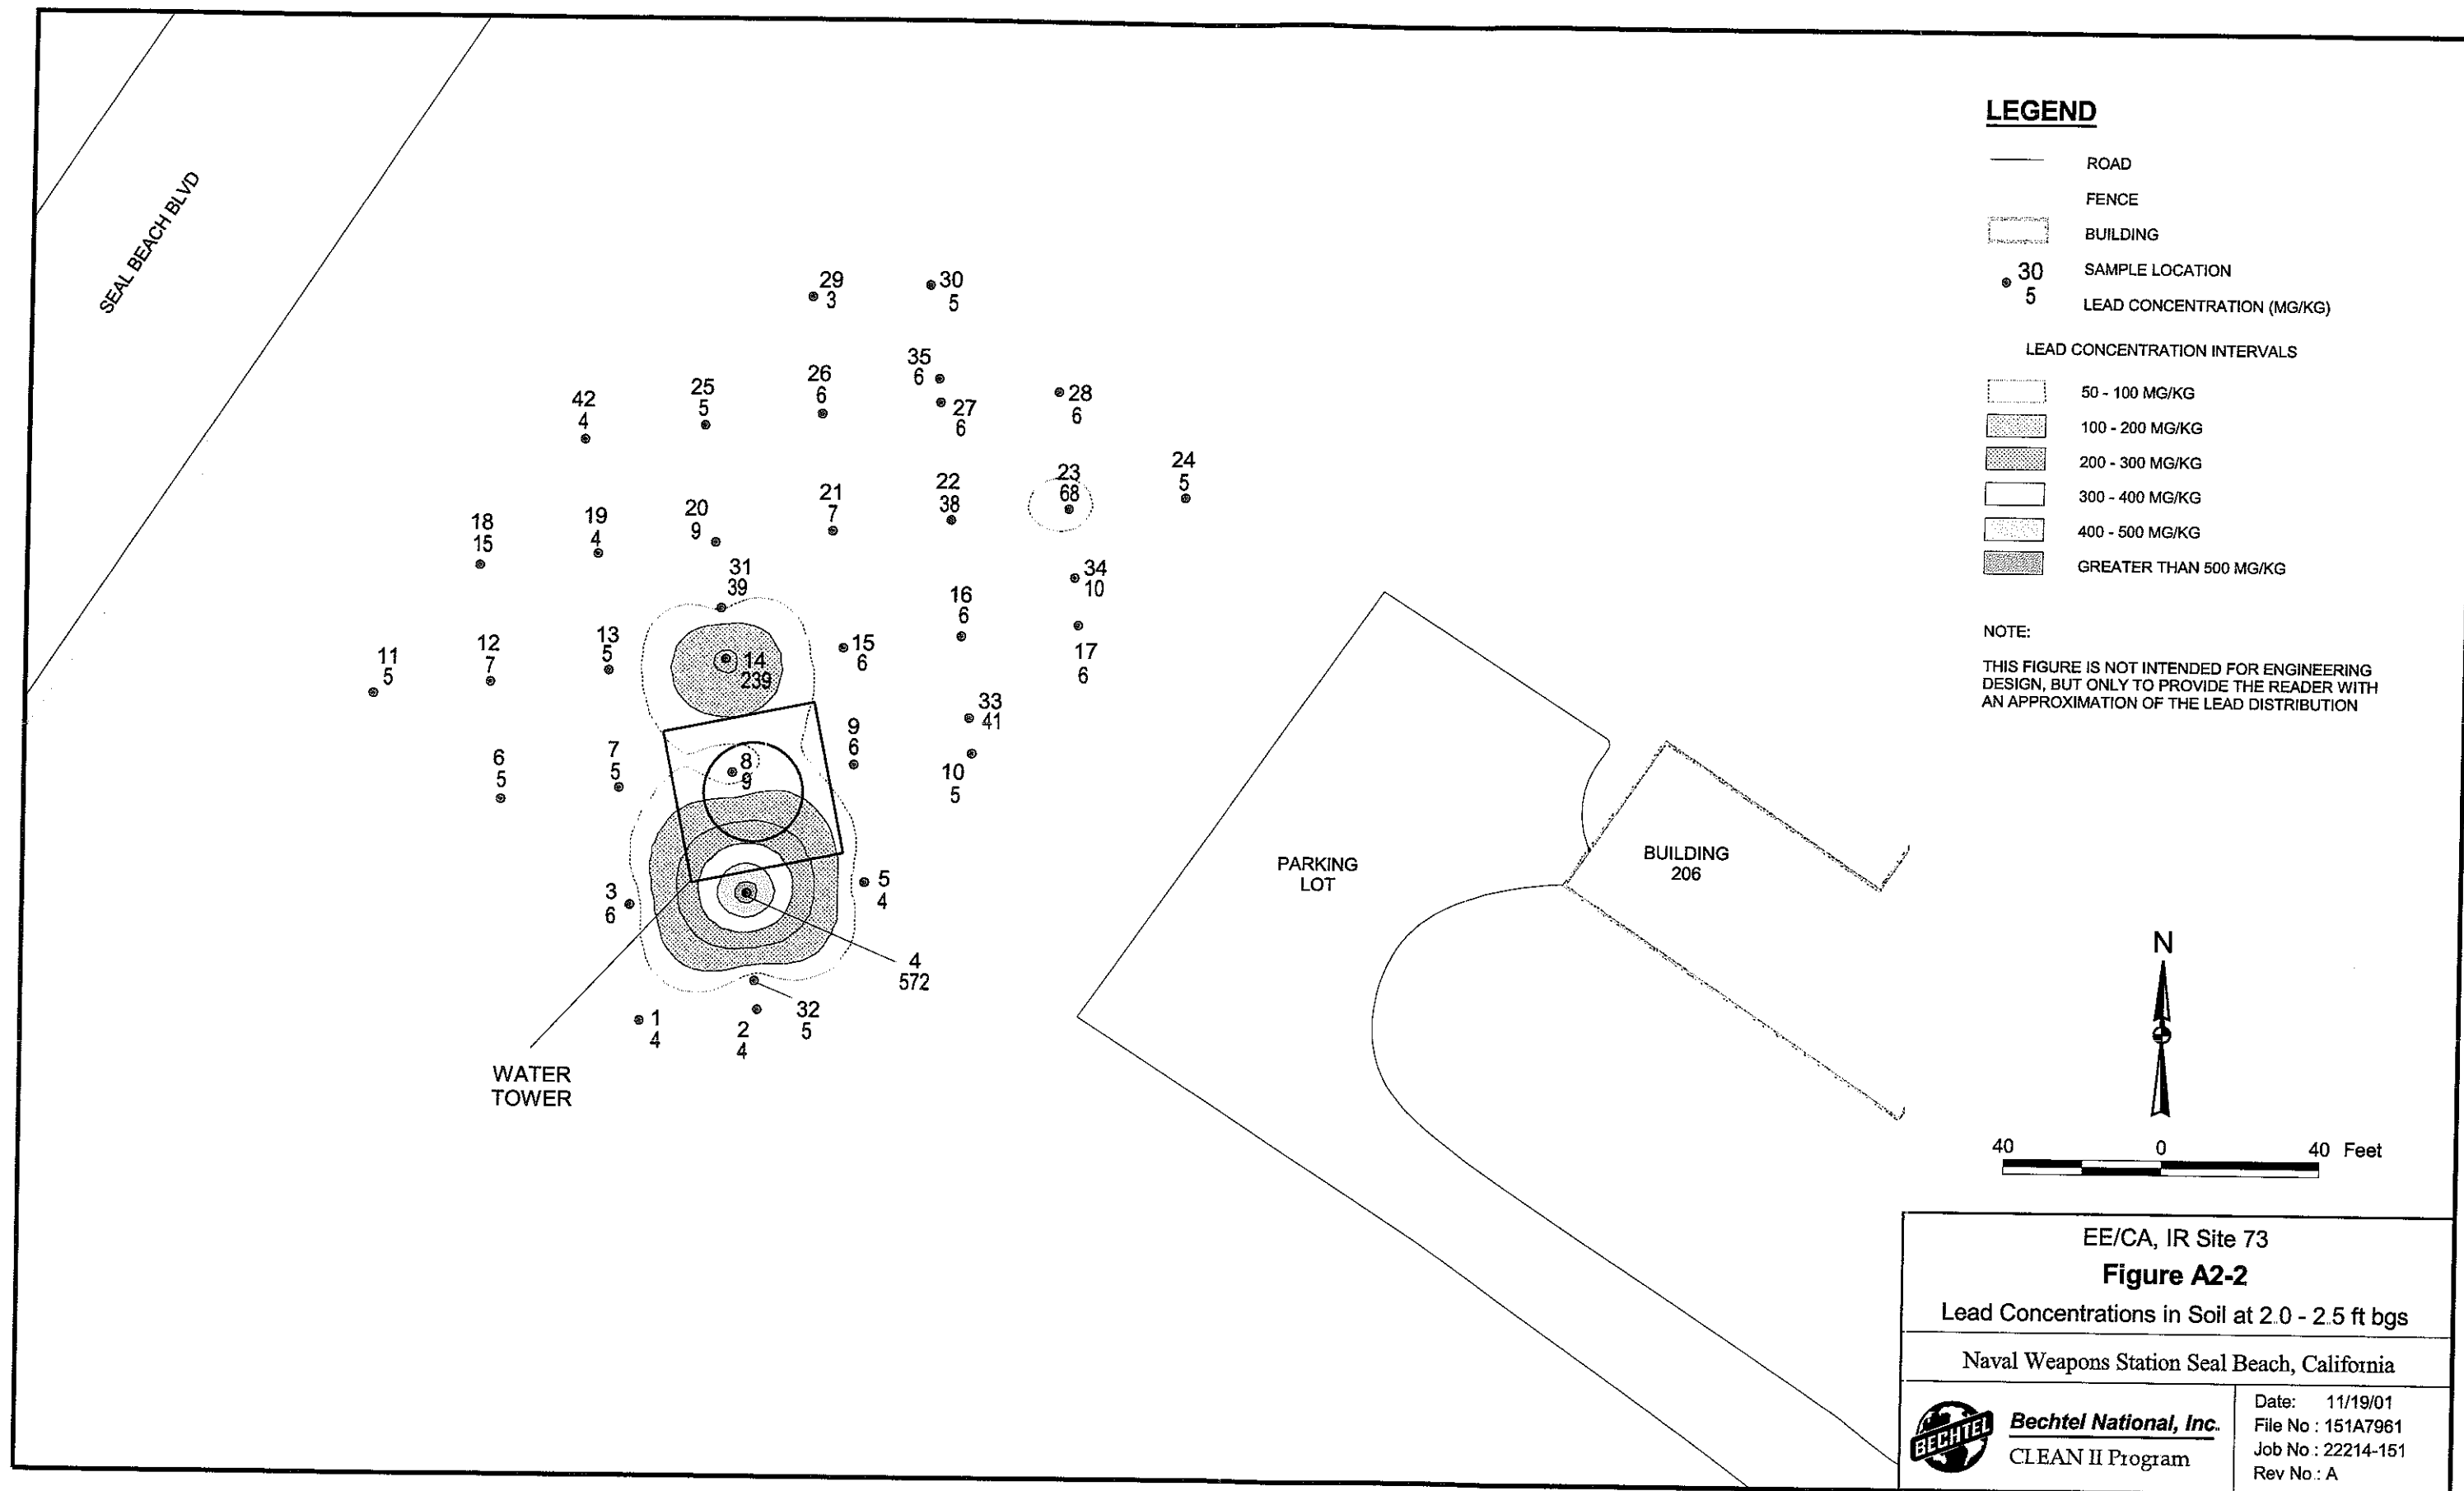 SEAL BEACH BLVD
29
3
30
5
35
6
26
6
25
5
42
4
27
6
28
6
24
5
23
68
22
38
21
7
20
9
19
4
18
15
31
39
34
10
16
6
17
6
15
6
14
239
13
5
12
7
11
5
33
41
9
6
10
5
8
9
7
5
6
5
5
4
3
6
4
572
32
5
1
4
2
4
WATER
TOWER
PARKING
LOT
BUILDING
206
LEGEND
ROAD
FENCE
BUILDING
30 SAMPLE LOCATION
5 LEAD CONCENTRATION (MG/KG)
LEAD CONCENTRATION INTERVALS
50 - 100 MG/KG
100 - 200 MG/KG
200 - 300 MG/KG
300 - 400 MG/KG
400 - 500 MG/KG
GREATER THAN 500 MG/KG
NOTE:
THIS FIGURE IS NOT INTENDED FOR ENGINEERING
DESIGN, BUT ONLY TO PROVIDE THE READER WITH
AN APPROXIMATION OF THE LEAD DISTRIBUTION
N
40 0 40 Feet
EE/CA, IR Site 73
Figure A2-2
Lead Concentrations in Soil at 2.0 - 2.5 ft bgs
Naval Weapons Station Seal Beach, California
BECHTEL
Bechtel National, Inc.
CLEAN II Program
Date: 11/19/01
File No : 151A7961
Job No : 22214-151
Rev No.: A